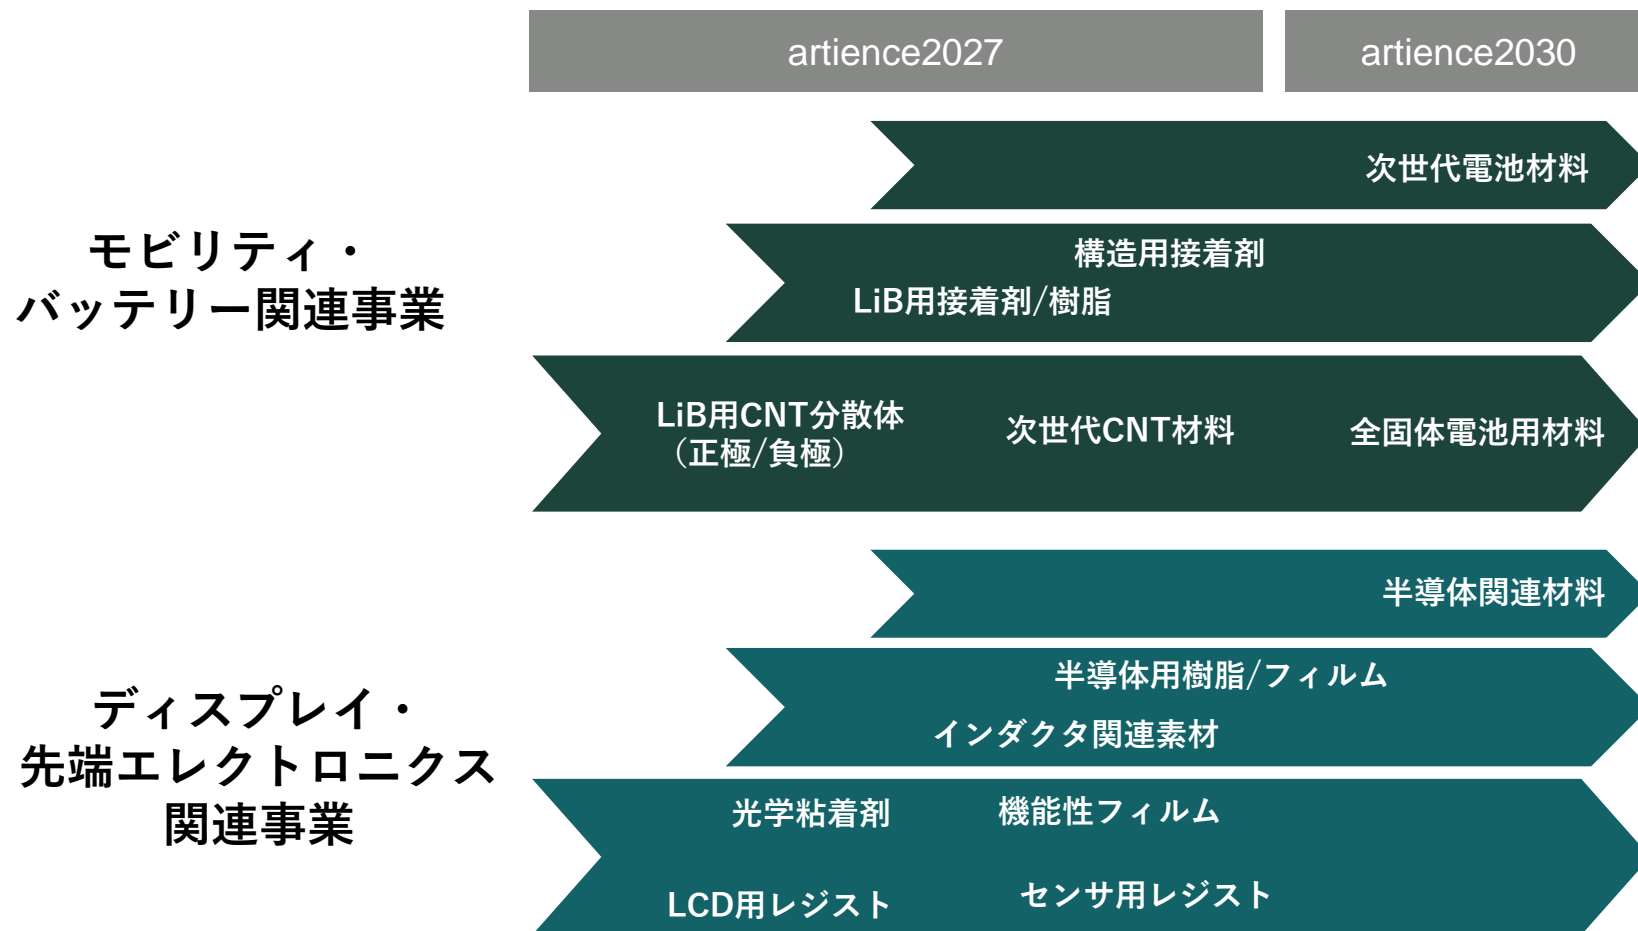 artience2027
artience2030
モビリティ・
バッテリー関連事業
次世代電池材料
構造用接着剤
LiB用接着剤/樹脂
LiB用CNT分散体
（正極/負極）
次世代CNT材料
全固体電池用材料
ディスプレイ・
先端エレクトロニクス
関連事業
半導体関連材料
半導体用樹脂/フィルム
インダクタ関連素材
光学粘着剤
機能性フィルム
LCD用レジスト
センサ用レジスト